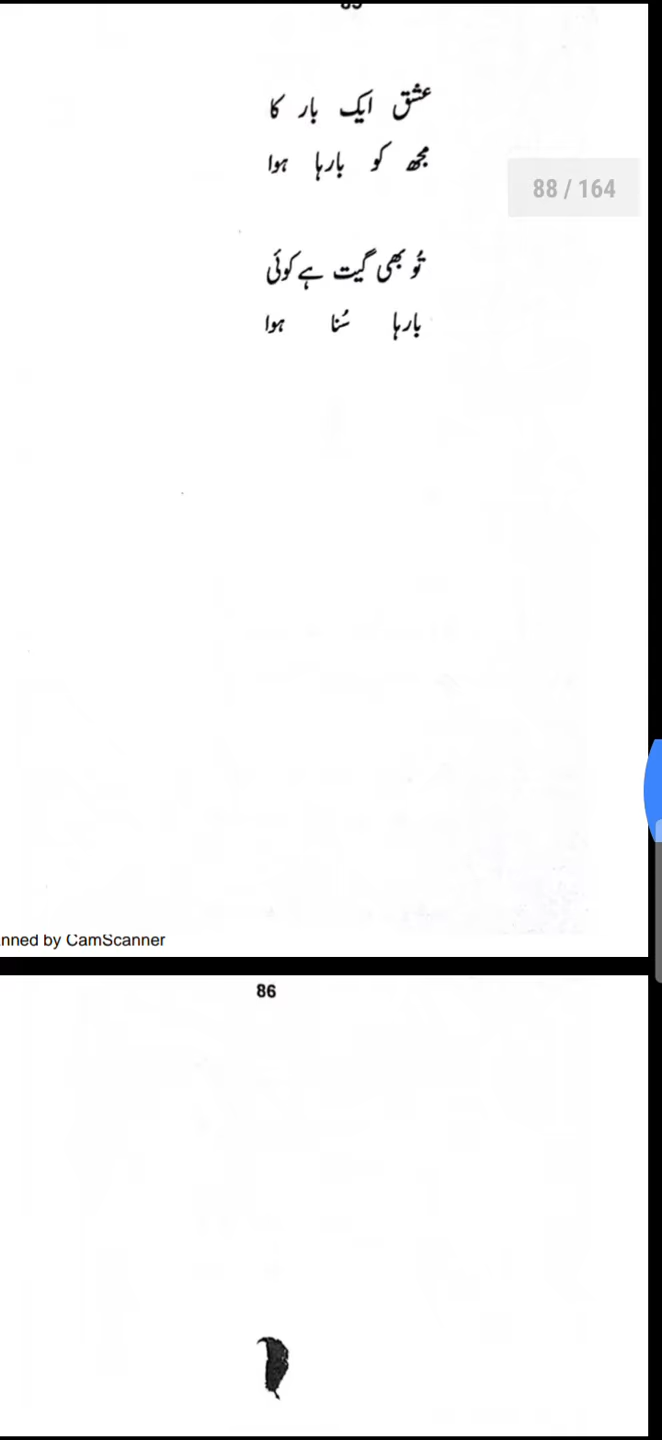 85
عشق ایک بار کا
مجھ کو بارہا ہوا
88 / 164
تُو بھی گیت ہے کوئی
بارہا سُنا ہوا
nned by CamScanner
86